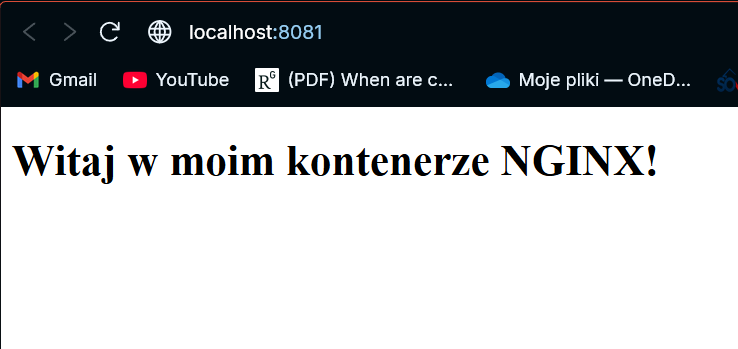 localhost:8081
Gmail YouTube (PDF) When are c... Moje pliki — OneD...
Witaj w moim kontenerze NGINX!